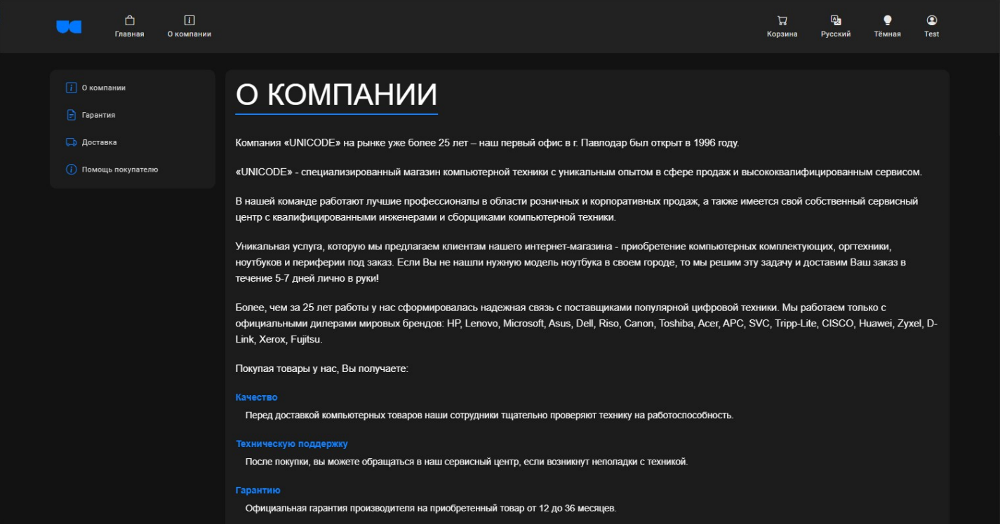 Главная
О компании
Корзина
Русский
Тёмная
Test
О компании
Гарантия
Доставка
Помощь покупателю
О КОМПАНИИ
Компания «UNICODE» на рынке уже более 25 лет – наш первый офис в г. Павлодар был открыт в 1996 году.
«UNICODE» - специализированный магазин компьютерной техники с уникальным опытом в сфере продаж и высококвалифицированным сервисом.
В нашей команде работают лучшие профессионалы в области розничных и корпоративных продаж, а также имеется свой собственный сервисный
центр с квалифицированными инженерами и сборщиками компьютерной техники.
Уникальная услуга, которую мы предлагаем клиентам нашего интернет-магазина - приобретение компьютерных комплектующих, оргтехники,
ноутбуков и периферии под заказ. Если Вы не нашли нужную модель ноутбука в своем городе, то мы решим эту задачу и доставим Ваш заказ в
течение 5-7 дней лично в руки!
Более, чем за 25 лет работы у нас сформировалась надежная связь с поставщиками популярной цифровой техники. Мы работаем только с
официальными дилерами мировых брендов: HP, Lenovo, Microsoft, Asus, Dell, Riso, Canon, Toshiba, Acer, APC, SVC, Tripp-Lite, CISCO, Huawei, Zyxel, D-
Link, Xerox, Fujitsu.
Покупая товары у нас, Вы получаете:
Качество
Перед доставкой компьютерных товаров наши сотрудники тщательно проверяют технику на работоспособность.
Техническую поддержку
После покупки, вы можете обращаться в наш сервисный центр, если возникнут неполадки с техникой.
Гарантию
Официальная гарантия производителя на приобретенный товар от 12 до 36 месяцев.